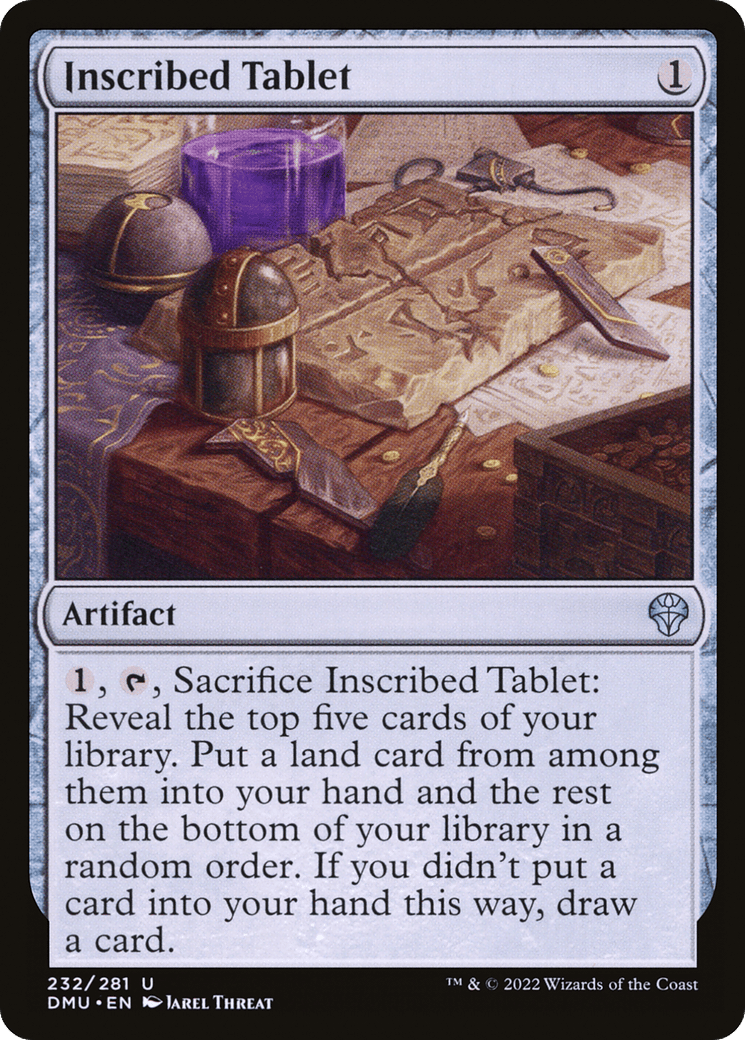 Inscribed Tablet 1
Artifact
1, , Sacrifice Inscribed Tablet:
Reveal the top five cards of your
library. Put a land card from among
them into your hand and the rest
on the bottom of your library in a
random order. If you didn't put a
card into your hand this way, draw
a card.
232/281 U
DMU • EN JAREL THREAT
™ & © 2022 Wizards of the Coast